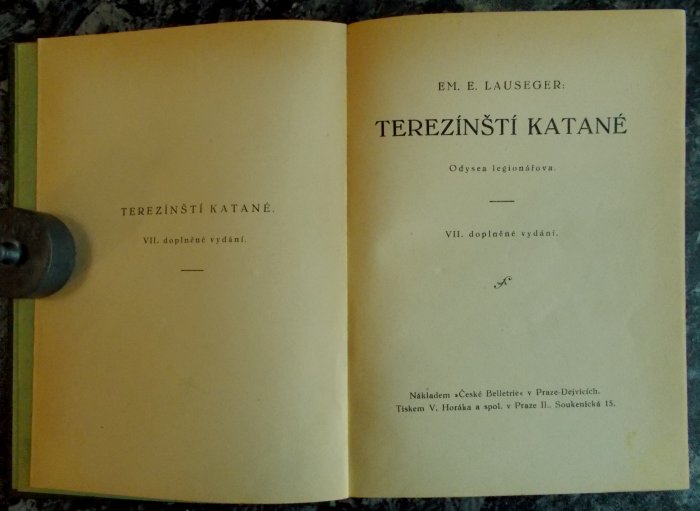 TEREZÍNŠTÍ KATANÉ.
VII. doplněné vydání.
EM. E. LAUSEGER:
TEREZÍNŠTÍ KATANÉ
Odysea legionářova.
VII. doplněné vydání.
Nákladem »České Belletrie« v Praze-Dejvicích.
Tiskem V. Horáka a spol. v Praze II., Soukenická 15.